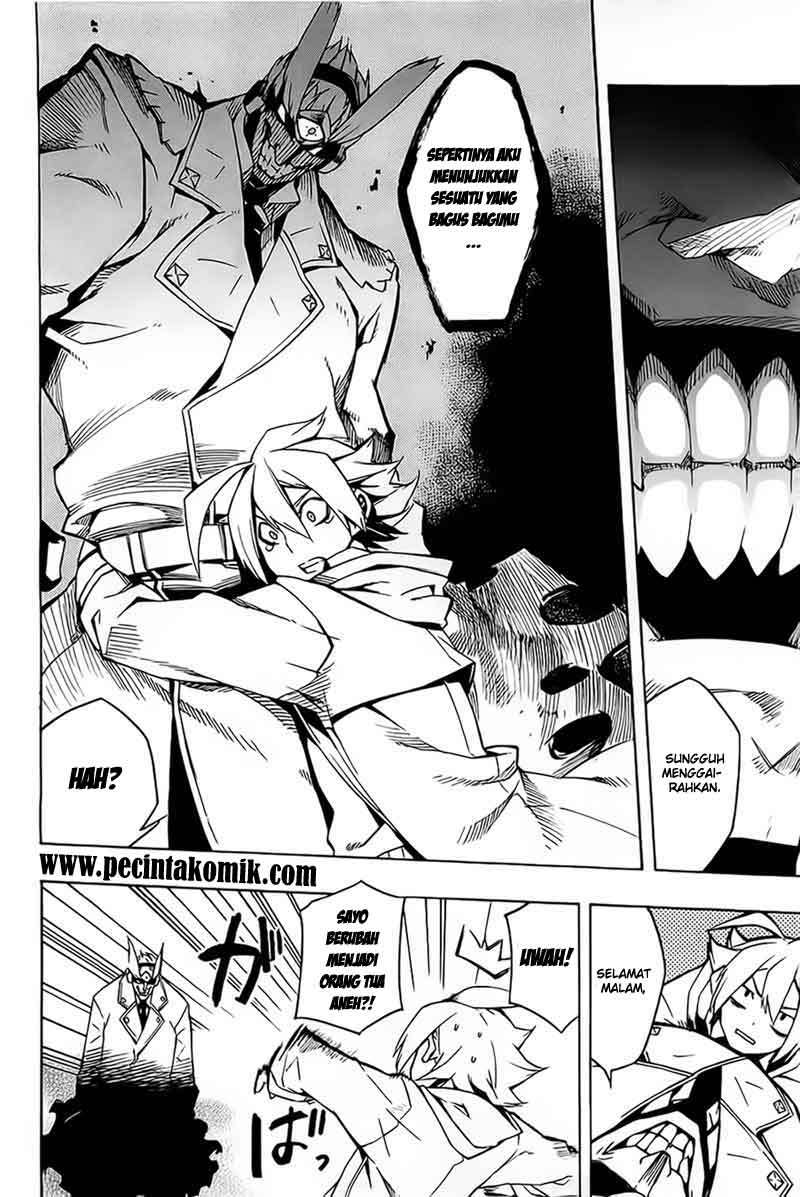 SUNGGUH
MENGGAI-
RAHKAN.
SEPERTINYA AKU
MENUNJUKKAN
SESUATU YANG
BAGUS BAGIMU
...
HAH?
www.pecintakomik.com
SELAMAT
MALAM,
UWAH!
SAYO
BERUBAH
MENJADI
ORANG TUA
ANEH?!
ガ
ばっ